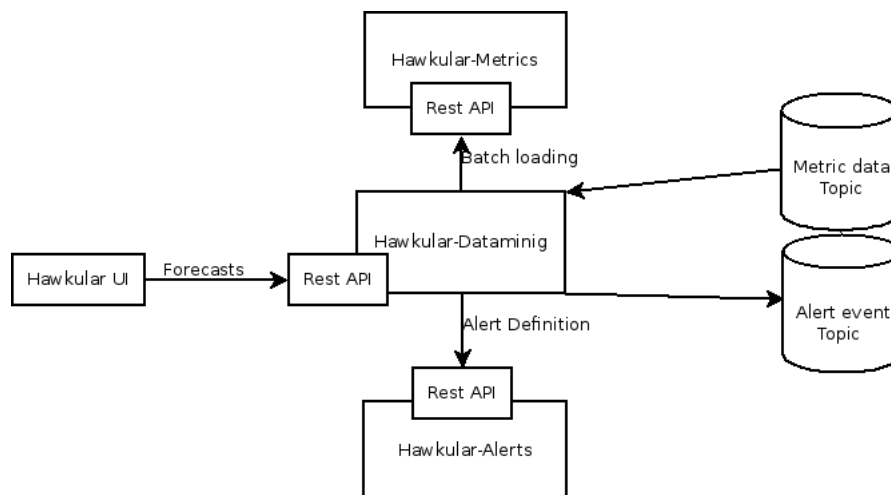 Hawkular-Metrics
Rest API
Batch loading
Metric data
Topic
Hawkular-Dataminig
Hawkular UI
Forecasts
Rest API
Alert event
Topic
Alert Definition
Rest API
Hawkular-Alerts